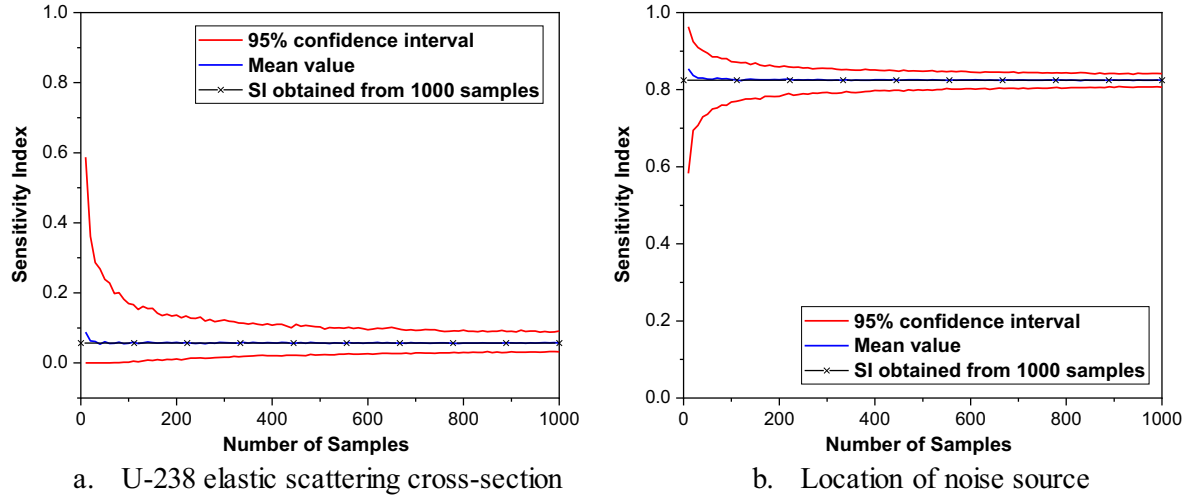 1.0
0.8
0.6
0.4
0.2
0.0
Sensitivity Index
95% confidence interval
Mean value
SI obtained from 1000 samples
0 200 400 600 800 1000
Number of Samples
a. U-238 elastic scattering cross-section
1.0
0.8
0.6
0.4
0.2
0.0
Sensitivity Index
95% confidence interval
Mean value
SI obtained from 1000 samples
0 200 400 600 800 1000
Number of Samples
b. Location of noise source